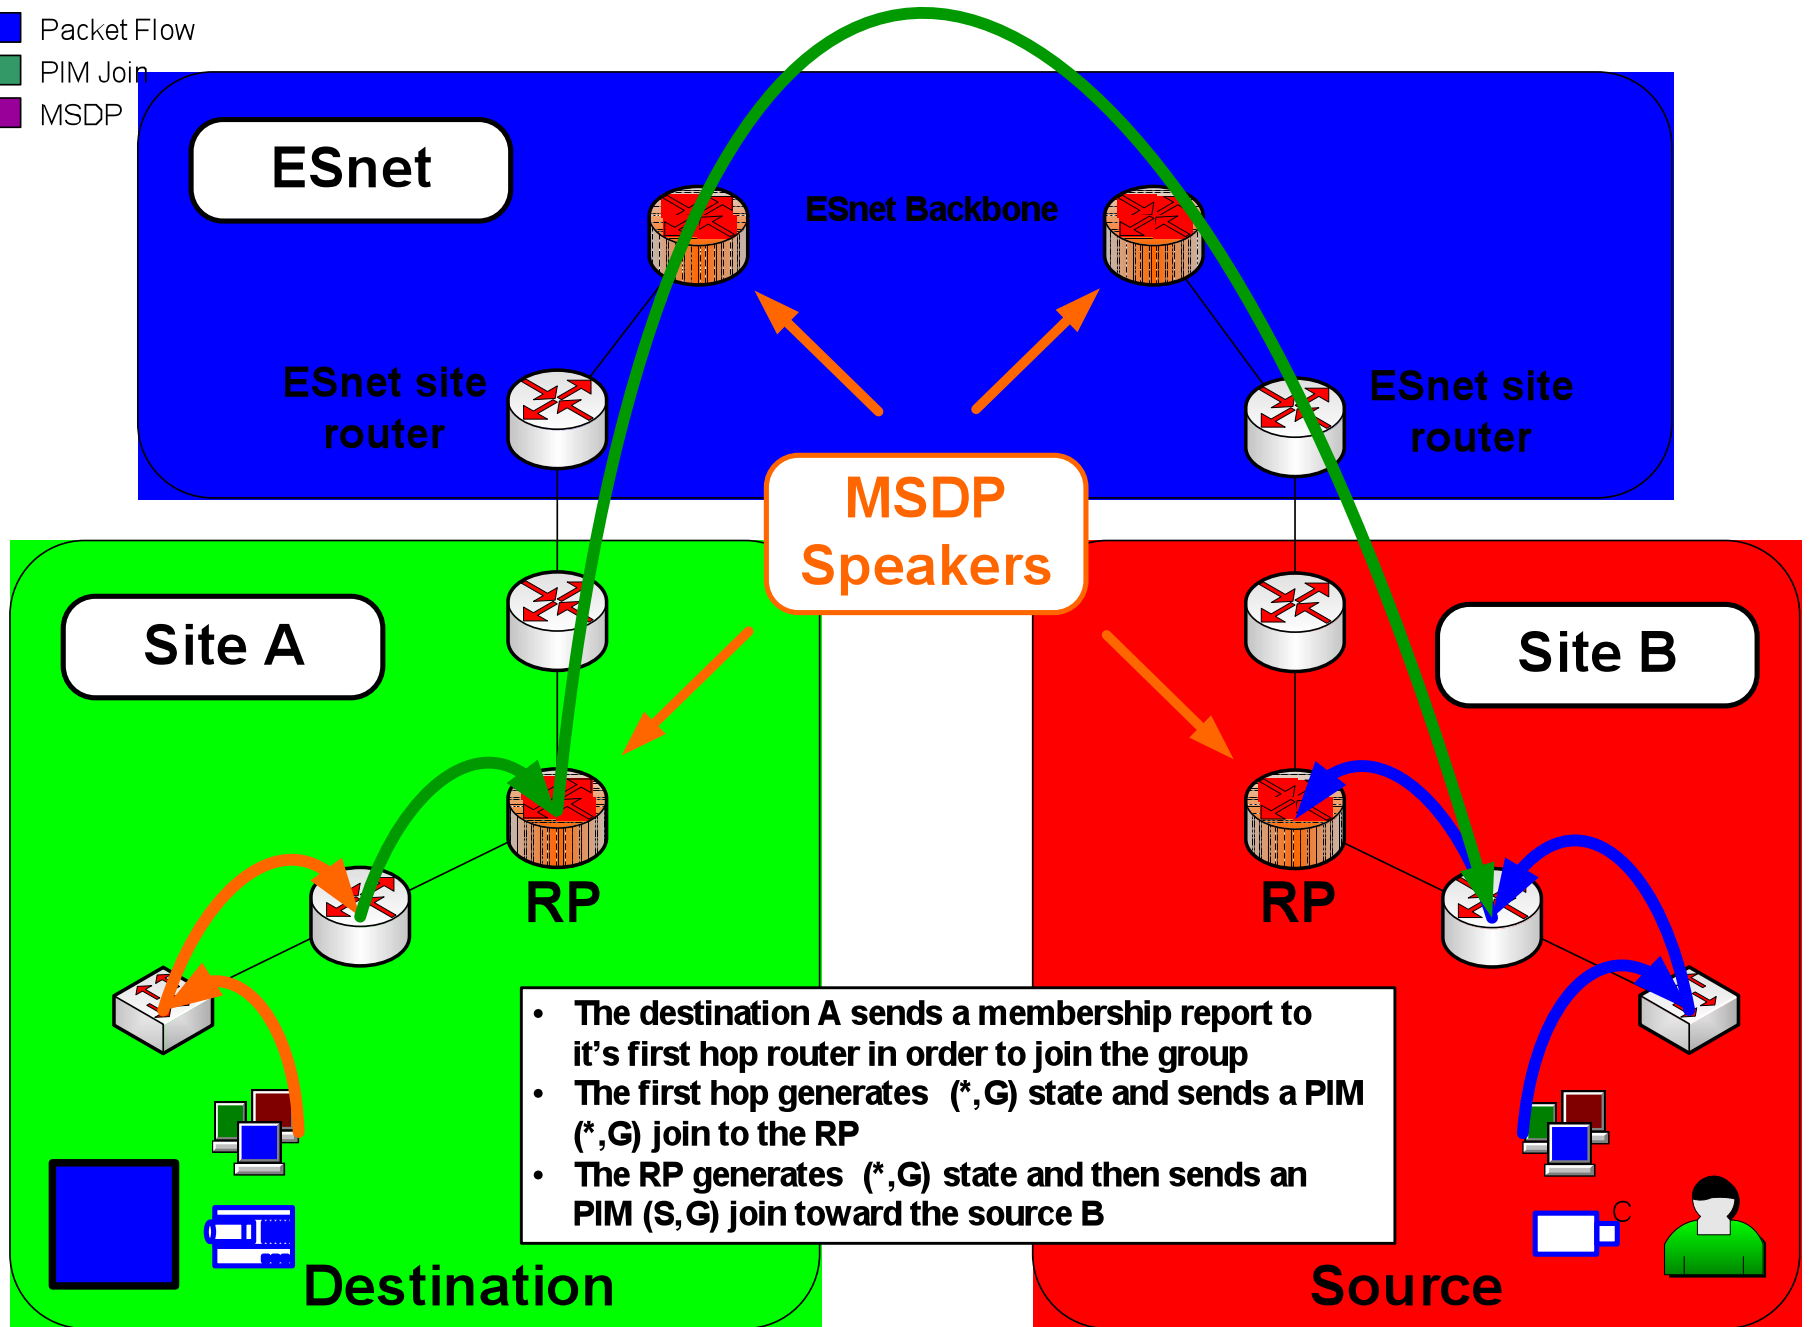 Packet Flow
PIM Join
MSDP
ESnet
ESnet Backbone
ESnet site
router
ESnet site
router
MSDP
Speakers
Site A
Site B
RP
RP
• The destination A sends a membership report to
it’s first hop router in order to join the group
• The first hop generates (*,G) state and sends a PIM
(*,G) join to the RP
• The RP generates (*,G) state and then sends an
PIM (S,G) join toward the source B
C
Destination
Source